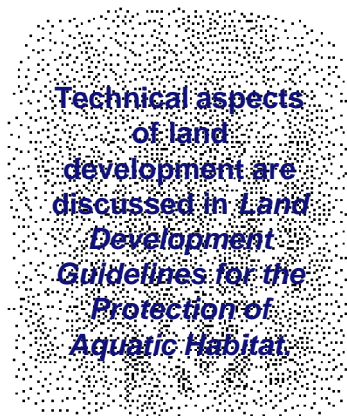 Technical aspects
of land
development are
discussed in Land
Development
Guidelines for the
Protection of
Aquatic Habitat.